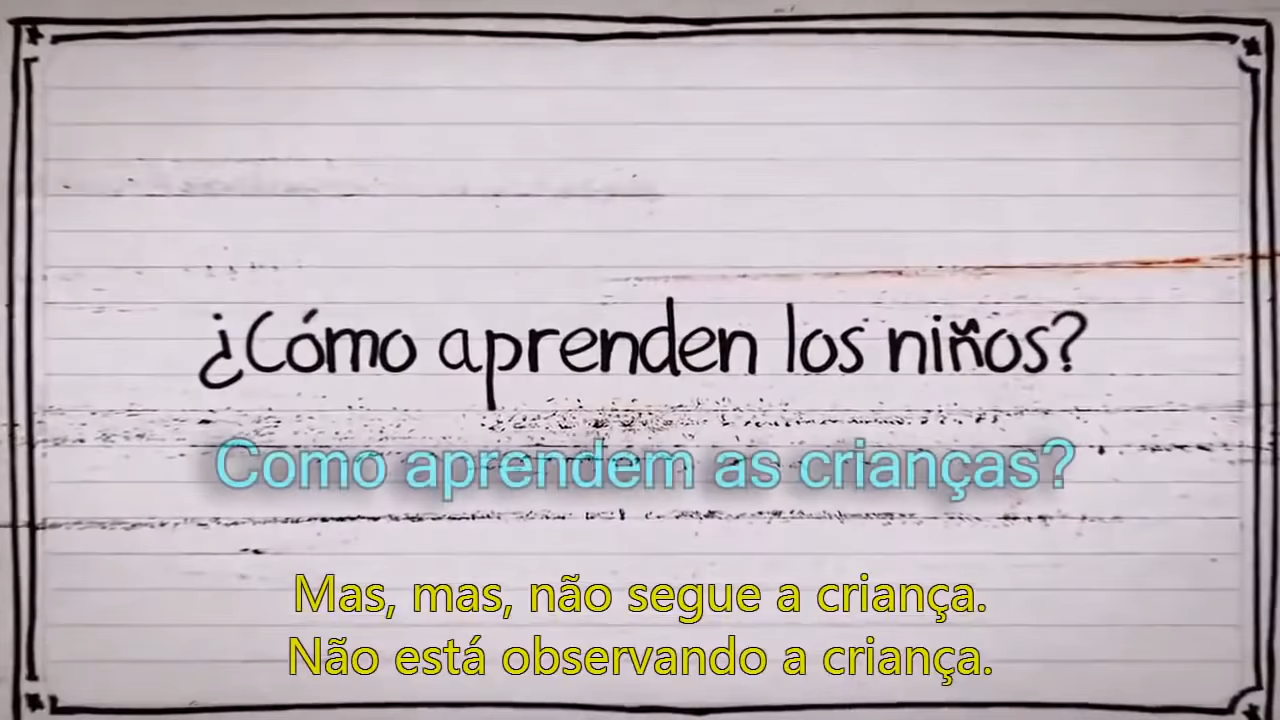 ¿Cómo aprenden los niños?
Como aprendem as crianças?
Mas, mas, não segue a criança.
Não está observando a criança.